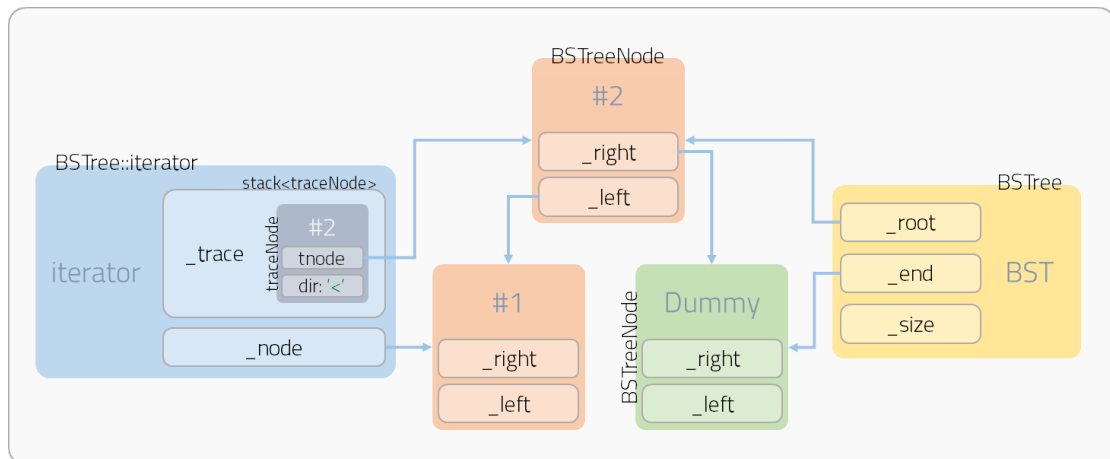 BSTreeNode
#2
_right
_left
BSTree::iterator
iterator
stack<traceNode>
_trace
traceNode
#2
tnode
dir: '<'
_node
#1
_right
_left
BSTreeNode
Dummy
_right
_left
BSTree
_root
_end
_size
BST